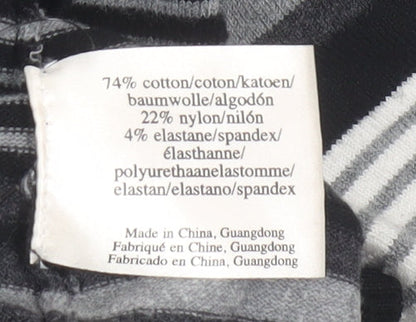 74% cotton/coton/katoen/
baumwolle/algodón
22% nylon/nilón
4% elastane/spandex/
élasthanne/
polyurethaanelastomme/
elastan/elastano/spandex
Made in China, Guangdong
Fabriqué en Chine, Guangdong
Fabricado en China, Guangdong